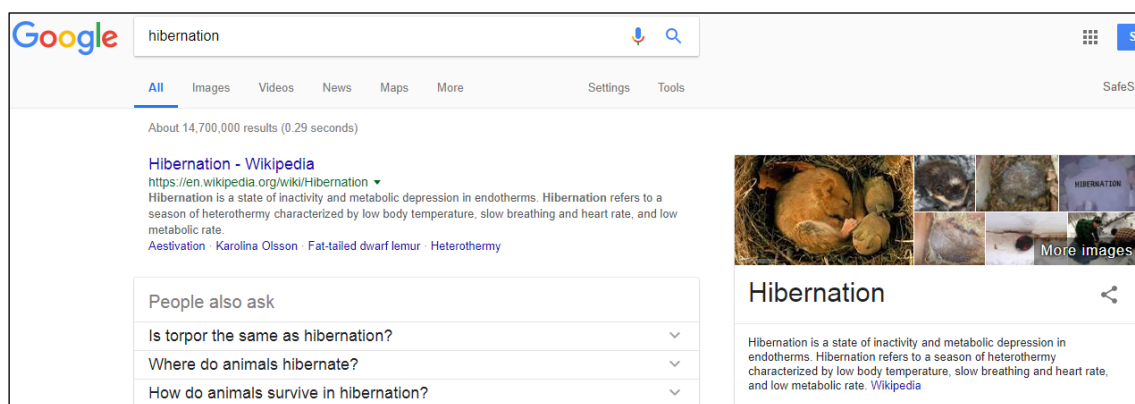 Google
hibernation
S
All Images Videos News Maps More Settings Tools
SafeS
About 14,700,000 results (0.29 seconds)
Hibernation - Wikipedia
https://en.wikipedia.org/wiki/Hibernation
Hibernation is a state of inactivity and metabolic depression in endotherms. Hibernation refers to a
season of heterothermy characterized by low body temperature, slow breathing and heart rate, and low
metabolic rate.
Aestivation · Karolina Olsson · Fat-tailed dwarf lemur · Heterothermy
People also ask
Is torpor the same as hibernation?
Where do animals hibernate?
How do animals survive in hibernation?
HIBERNATION
More images
Hibernation
Hibernation is a state of inactivity and metabolic depression in
endotherms. Hibernation refers to a season of heterothermy
characterized by low body temperature, slow breathing and heart rate,
and low metabolic rate. Wikipedia